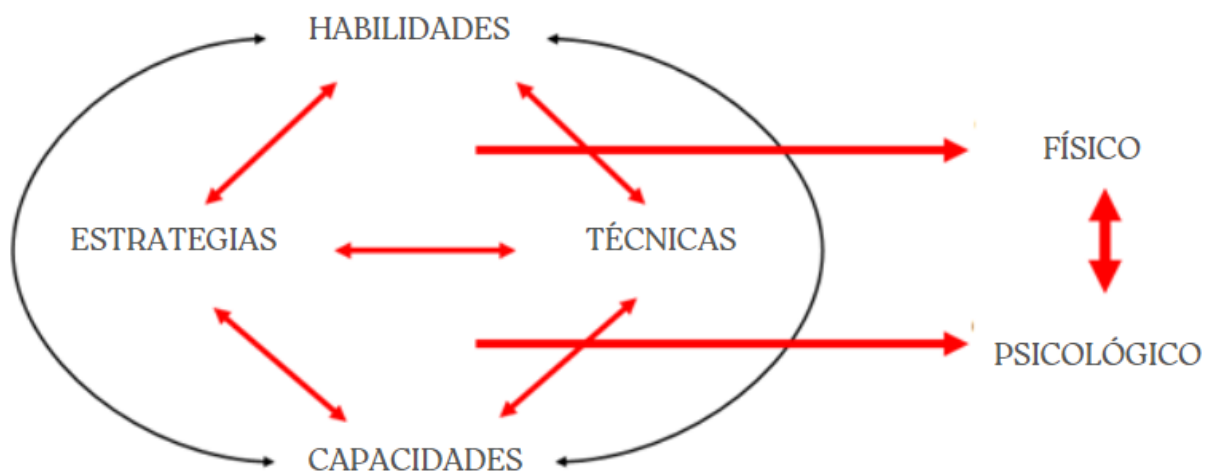 HABILIDADES
FÍSICO
ESTRATEGIAS
TÉCNICAS
PSICOLÓGICO
CAPACIDADES